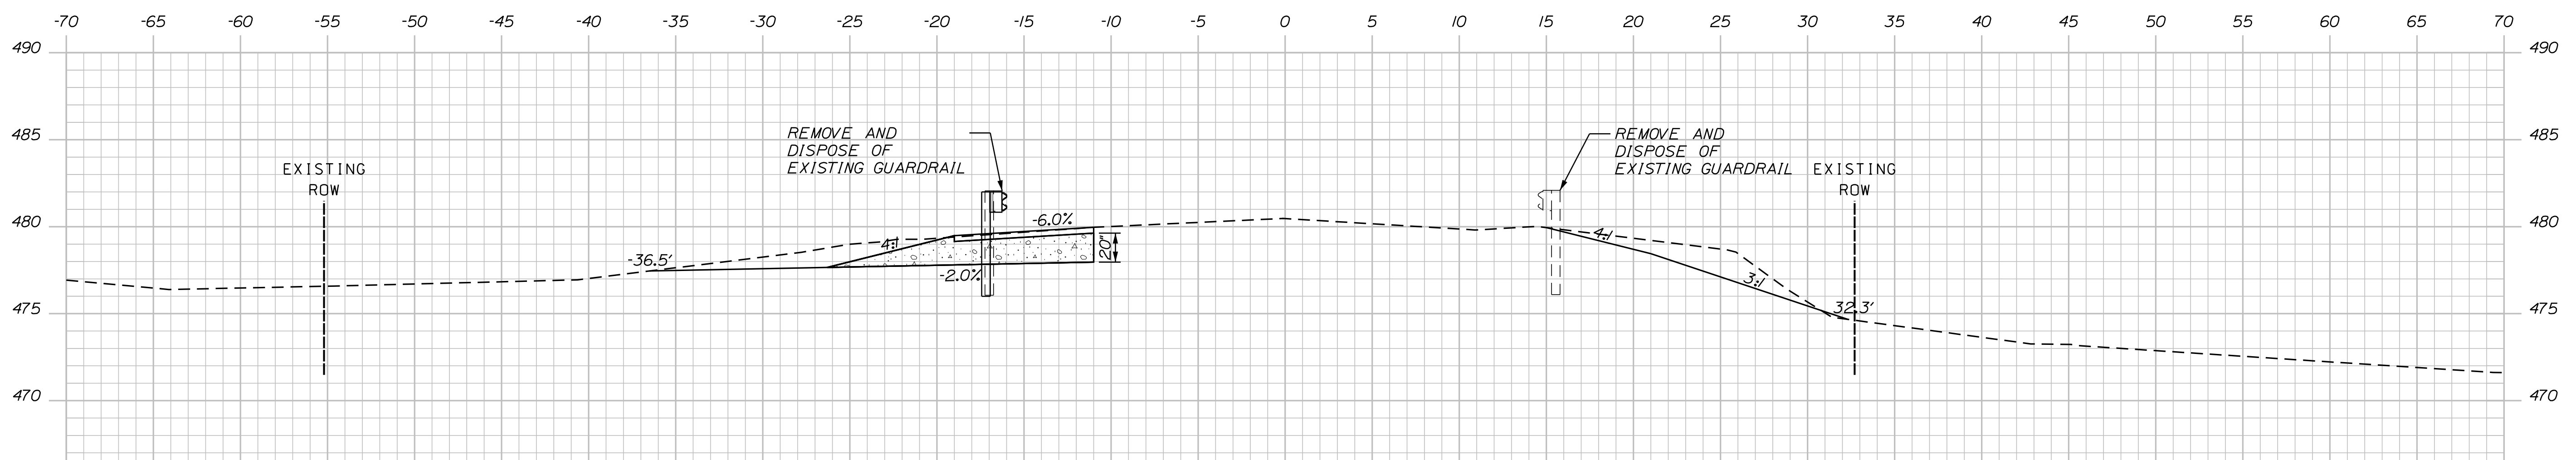 -70 -65 -60 -55 -50 -45 -40 -35 -30 -25 -20 -15 -10 -5 0 5 10 15 20 25 30 35 40 45 50 55 60 65 70
490 490
485 485
REMOVE AND
DISPOSE OF
EXISTING GUARDRAIL
REMOVE AND
DISPOSE OF
EXISTING GUARDRAIL
EXISTING
ROW
EXISTING
ROW
480 480
-6.0%
4:1
20"
-36.5'
-2.0%
4:1
3:1
32.3'
475 475
470 470